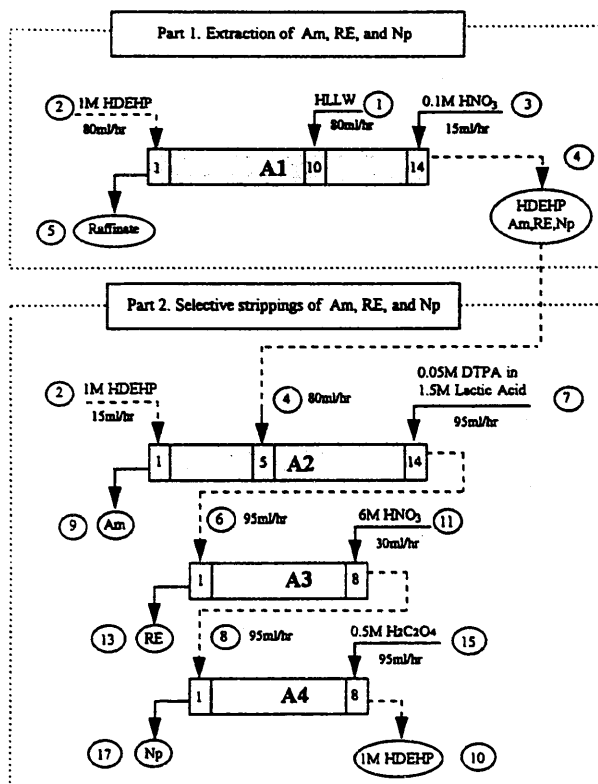 Part 1. Extraction of Am, RE, and Np
2
1M HDEHP
80ml/hr
HLLW
1
80ml/hr
0.1M HNO3
3
15ml/hr
1
A1
10
14
4
5
Raffinate
HDEHP
Am,RE,Np
Part 2. Selective strippings of Am, RE, and Np
2
1M HDEHP
15ml/hr
4
80ml/hr
0.05M DTPA in
1.5M Lactic Acid
7
95ml/hr
1
5
A2
14
9
Am
6
95ml/hr
6M HNO3
11
30ml/hr
1
A3
8
13
RE
8
95ml/hr
0.5M H2C2O4
15
95ml/hr
1
A4
8
17
Np
1M HDEHP
10